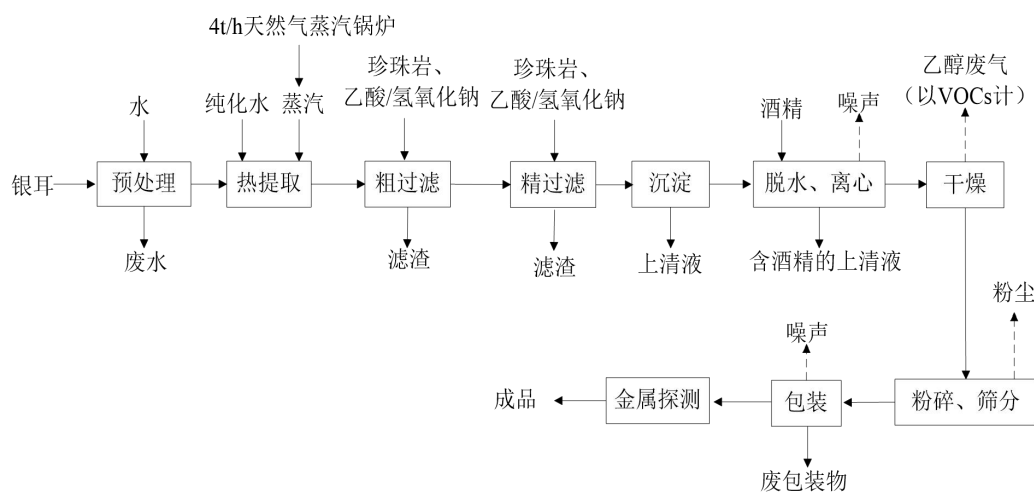 4t/h天然气蒸汽锅炉
水
纯化水
蒸汽
珍珠岩、
乙酸/氢氧化钠
珍珠岩、
乙酸/氢氧化钠
酒精
噪声
乙醇废气
（以VOCs计）
银耳
预处理
热提取
粗过滤
精过滤
沉淀
脱水、离心
干燥
废水
滤渣
滤渣
上清液
含酒精的上清液
粉尘
噪声
成品
金属探测
包装
粉碎、筛分
废包装物